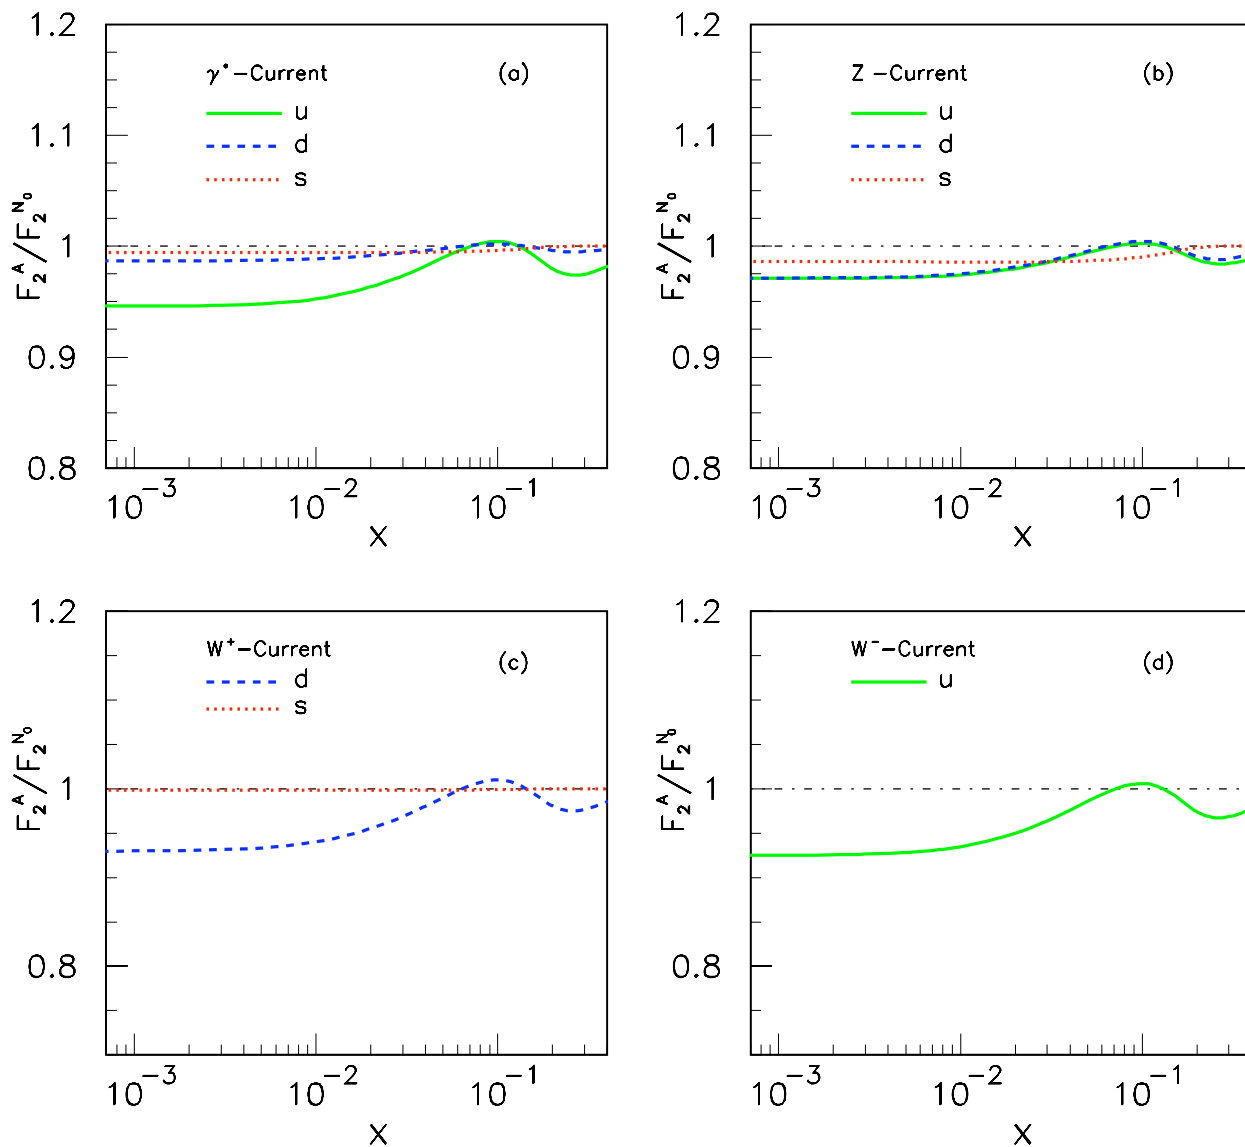 1.2
1.1
1
0.9
0.8
F₂ᴬ/F₂ᴺ⁰
γ*-Current
(a)
u
d
s
10⁻³
10⁻²
10⁻¹
X
1.2
1.1
1
0.9
0.8
F₂ᴬ/F₂ᴺ⁰
Z -Current
(b)
u
d
s
10⁻³
10⁻²
10⁻¹
X
1.2
1
0.8
F₂ᴬ/F₂ᴺ⁰
W⁺-Current
(c)
d
s
10⁻³
10⁻²
10⁻¹
X
1.2
1
0.8
F₂ᴬ/F₂ᴺ⁰
W⁻-Current
(d)
u
10⁻³
10⁻²
10⁻¹
X